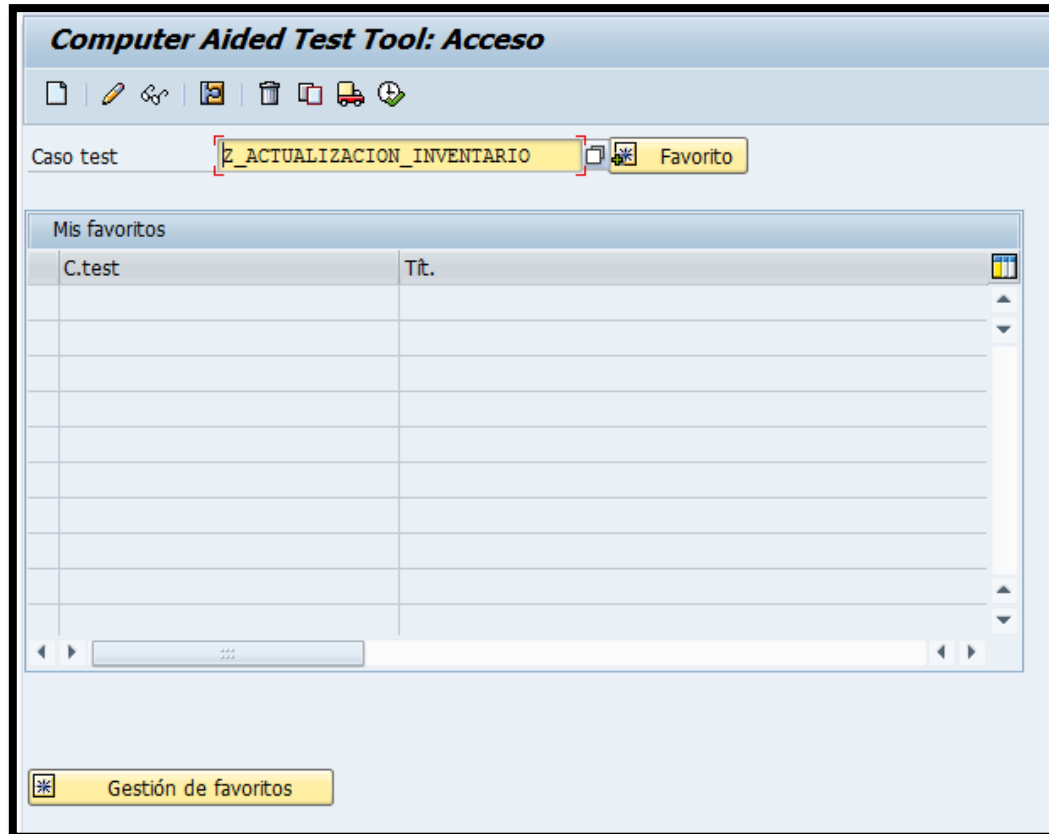 Computer Aided Test Tool: Acceso
Caso test Z_ACTUALIZACION_INVENTARIO Favorito
Mis favoritos
C.test Tít.
Gestión de favoritos